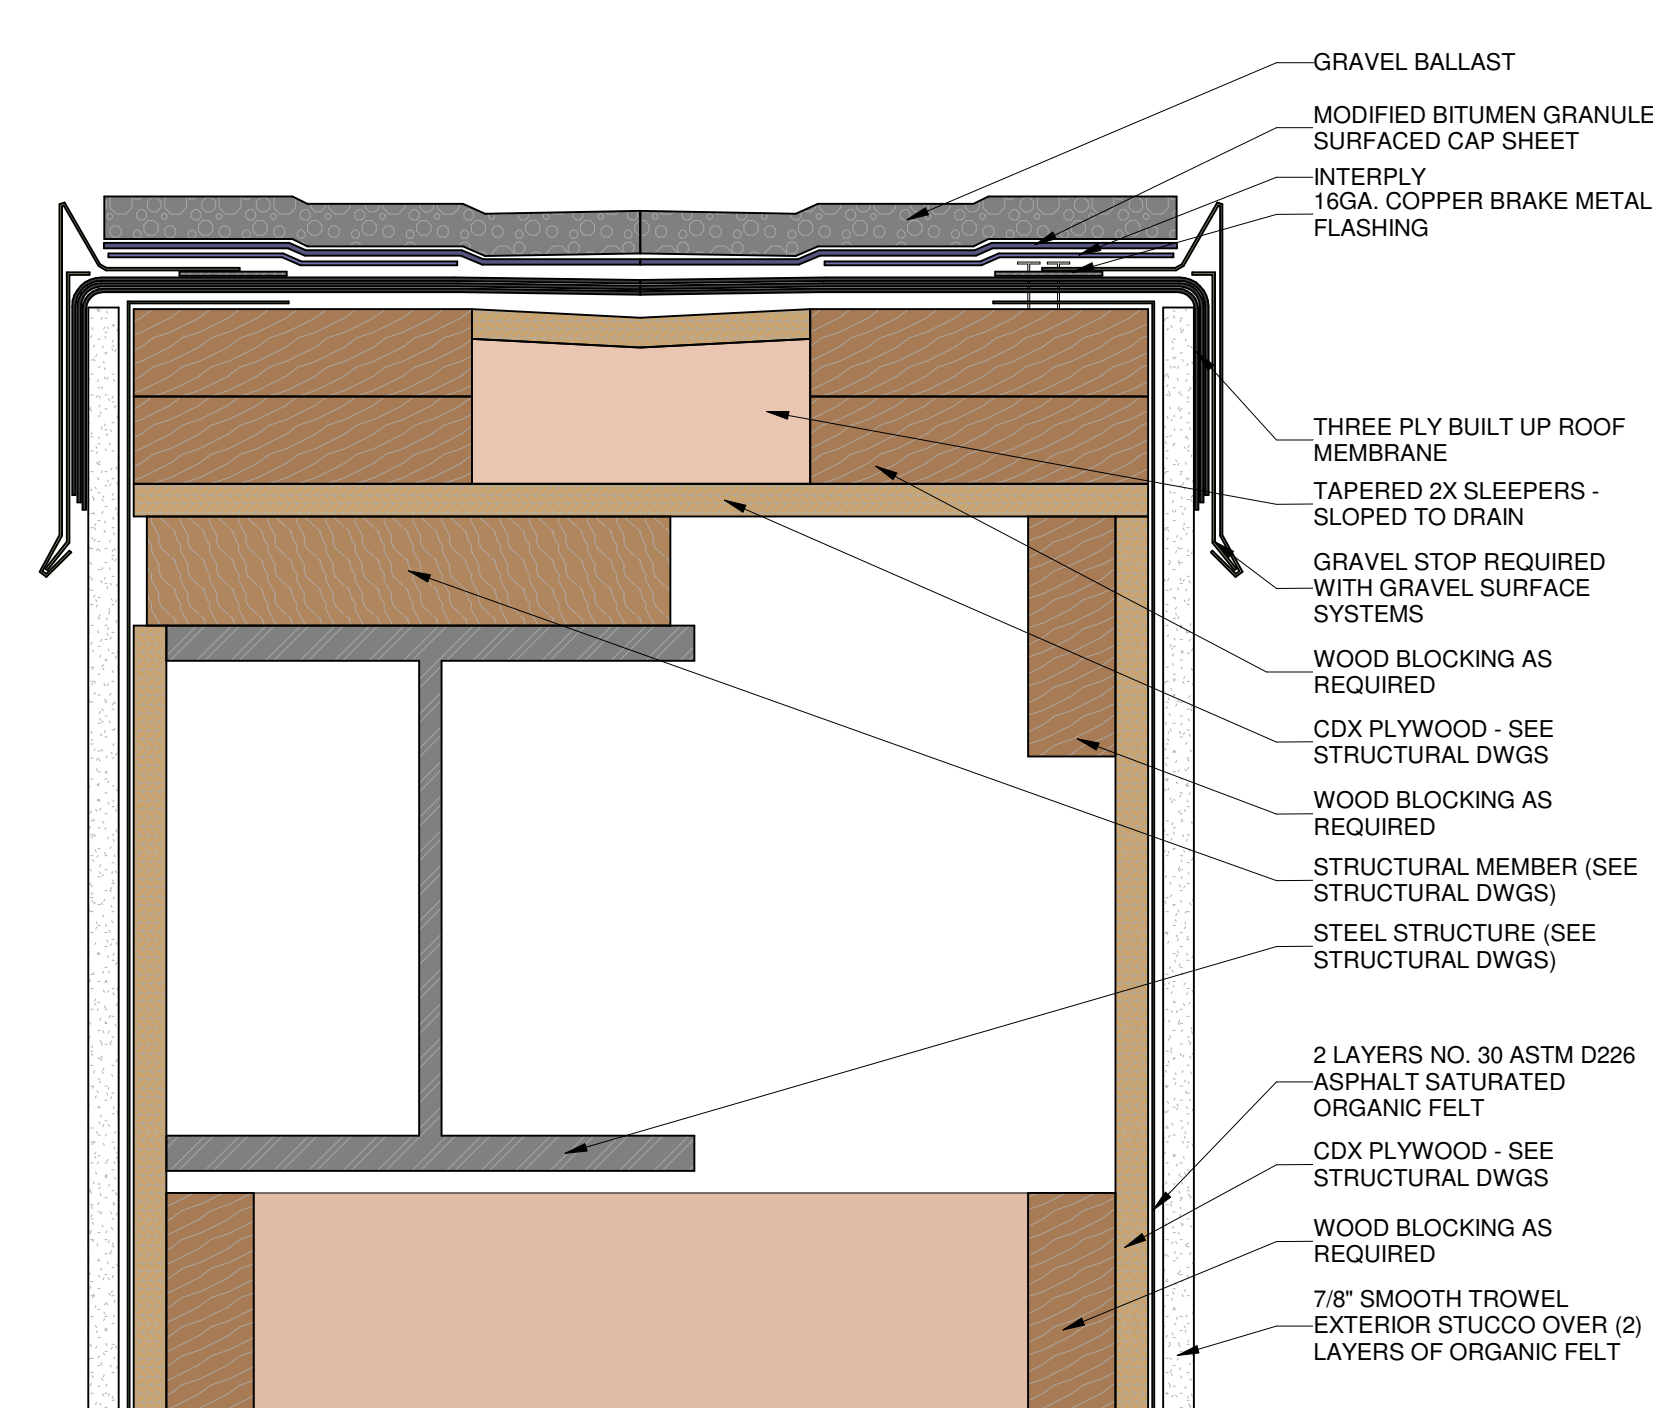 GRAVEL BALLAST
MODIFIED BITUMEN GRANULE
SURFACED CAP SHEET
INTERPLY
16GA. COPPER BRAKE METAL
FLASHING
THREE PLY BUILT UP ROOF
MEMBRANE
TAPERED 2X SLEEPERS -
SLOPED TO DRAIN
GRAVEL STOP REQUIRED
WITH GRAVEL SURFACE
SYSTEMS
WOOD BLOCKING AS
REQUIRED
CDX PLYWOOD - SEE
STRUCTURAL DWGS
WOOD BLOCKING AS
REQUIRED
STRUCTURAL MEMBER (SEE
STRUCTURAL DWGS)
STEEL STRUCTURE (SEE
STRUCTURAL DWGS)
2 LAYERS NO. 30 ASTM D226
ASPHALT SATURATED
ORGANIC FELT
CDX PLYWOOD - SEE
STRUCTURAL DWGS
WOOD BLOCKING AS
REQUIRED
7/8" SMOOTH TROWEL
EXTERIOR STUCCO OVER (2)
LAYERS OF ORGANIC FELT